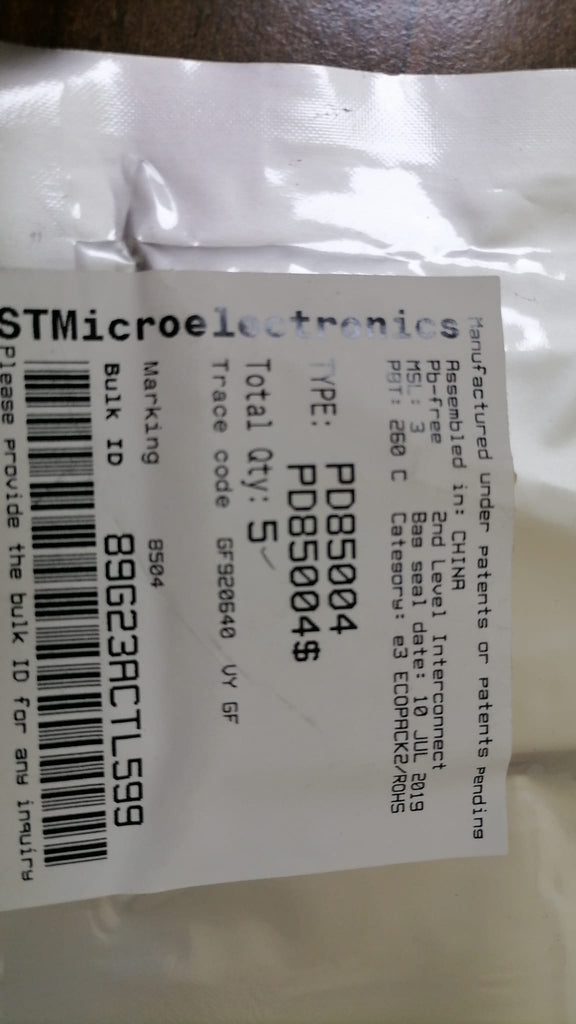 Manufactured under patents or patents pending
Assembled in: CHINA
Pb-free 2nd Level Interconnect
MSL: 3 Bag seal date: 10 JUL 2019
PBT: 260 C Category: e3 ECOPACK2/ROHS
TYPE: PD85004
PD85004$
Total Qty: 5
Trace code GF920640 VY GF
Marking 8504
Bulk ID 89G23ACTL599
Please provide the bulk ID for any inquiry
STMicroelectronics